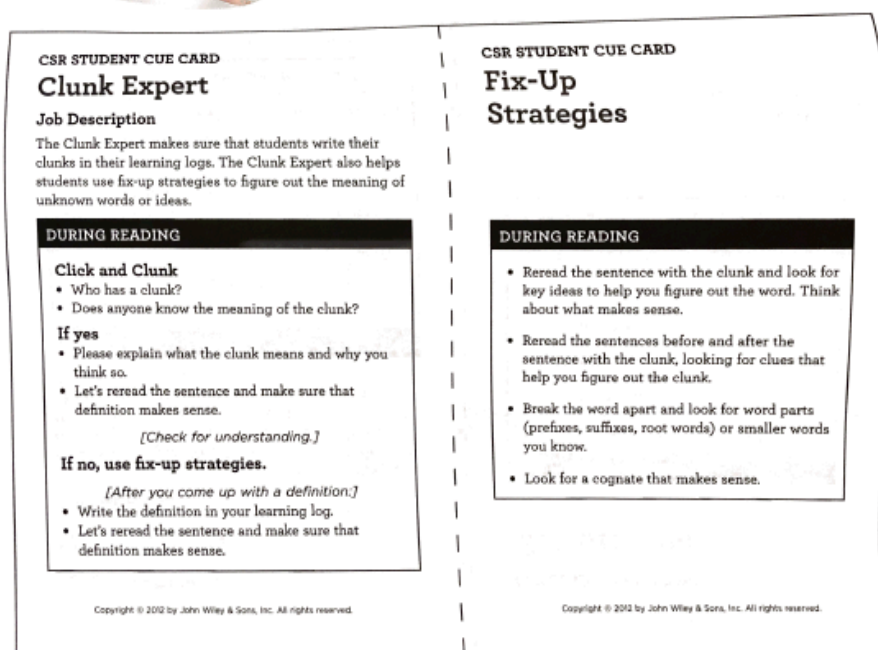 CSR STUDENT CUE CARD
Clunk Expert
Job Description
The Clunk Expert makes sure that students write their
clunks in their learning logs. The Clunk Expert also helps
students use fix-up strategies to figure out the meaning of
unknown words or ideas.
DURING READING
Click and Clunk
• Who has a clunk?
• Does anyone know the meaning of the clunk?
If yes
• Please explain what the clunk means and why you
think so.
• Let's reread the sentence and make sure that
definition makes sense.
[Check for understanding.]
If no, use fix-up strategies.
[After you come up with a definition:]
• Write the definition in your learning log.
• Let's reread the sentence and make sure that
definition makes sense.
Copyright © 2012 by John Wiley & Sons, Inc. All rights reserved.
CSR STUDENT CUE CARD
Fix-Up
Strategies
DURING READING
• Reread the sentence with the clunk and look for
key ideas to help you figure out the word. Think
about what makes sense.
• Reread the sentences before and after the
sentence with the clunk, looking for clues that
help you figure out the clunk.
• Break the word apart and look for word parts
(prefixes, suffixes, root words) or smaller words
you know.
• Look for a cognate that makes sense.
Copyright © 2012 by John Wiley & Sons, Inc. All rights reserved.